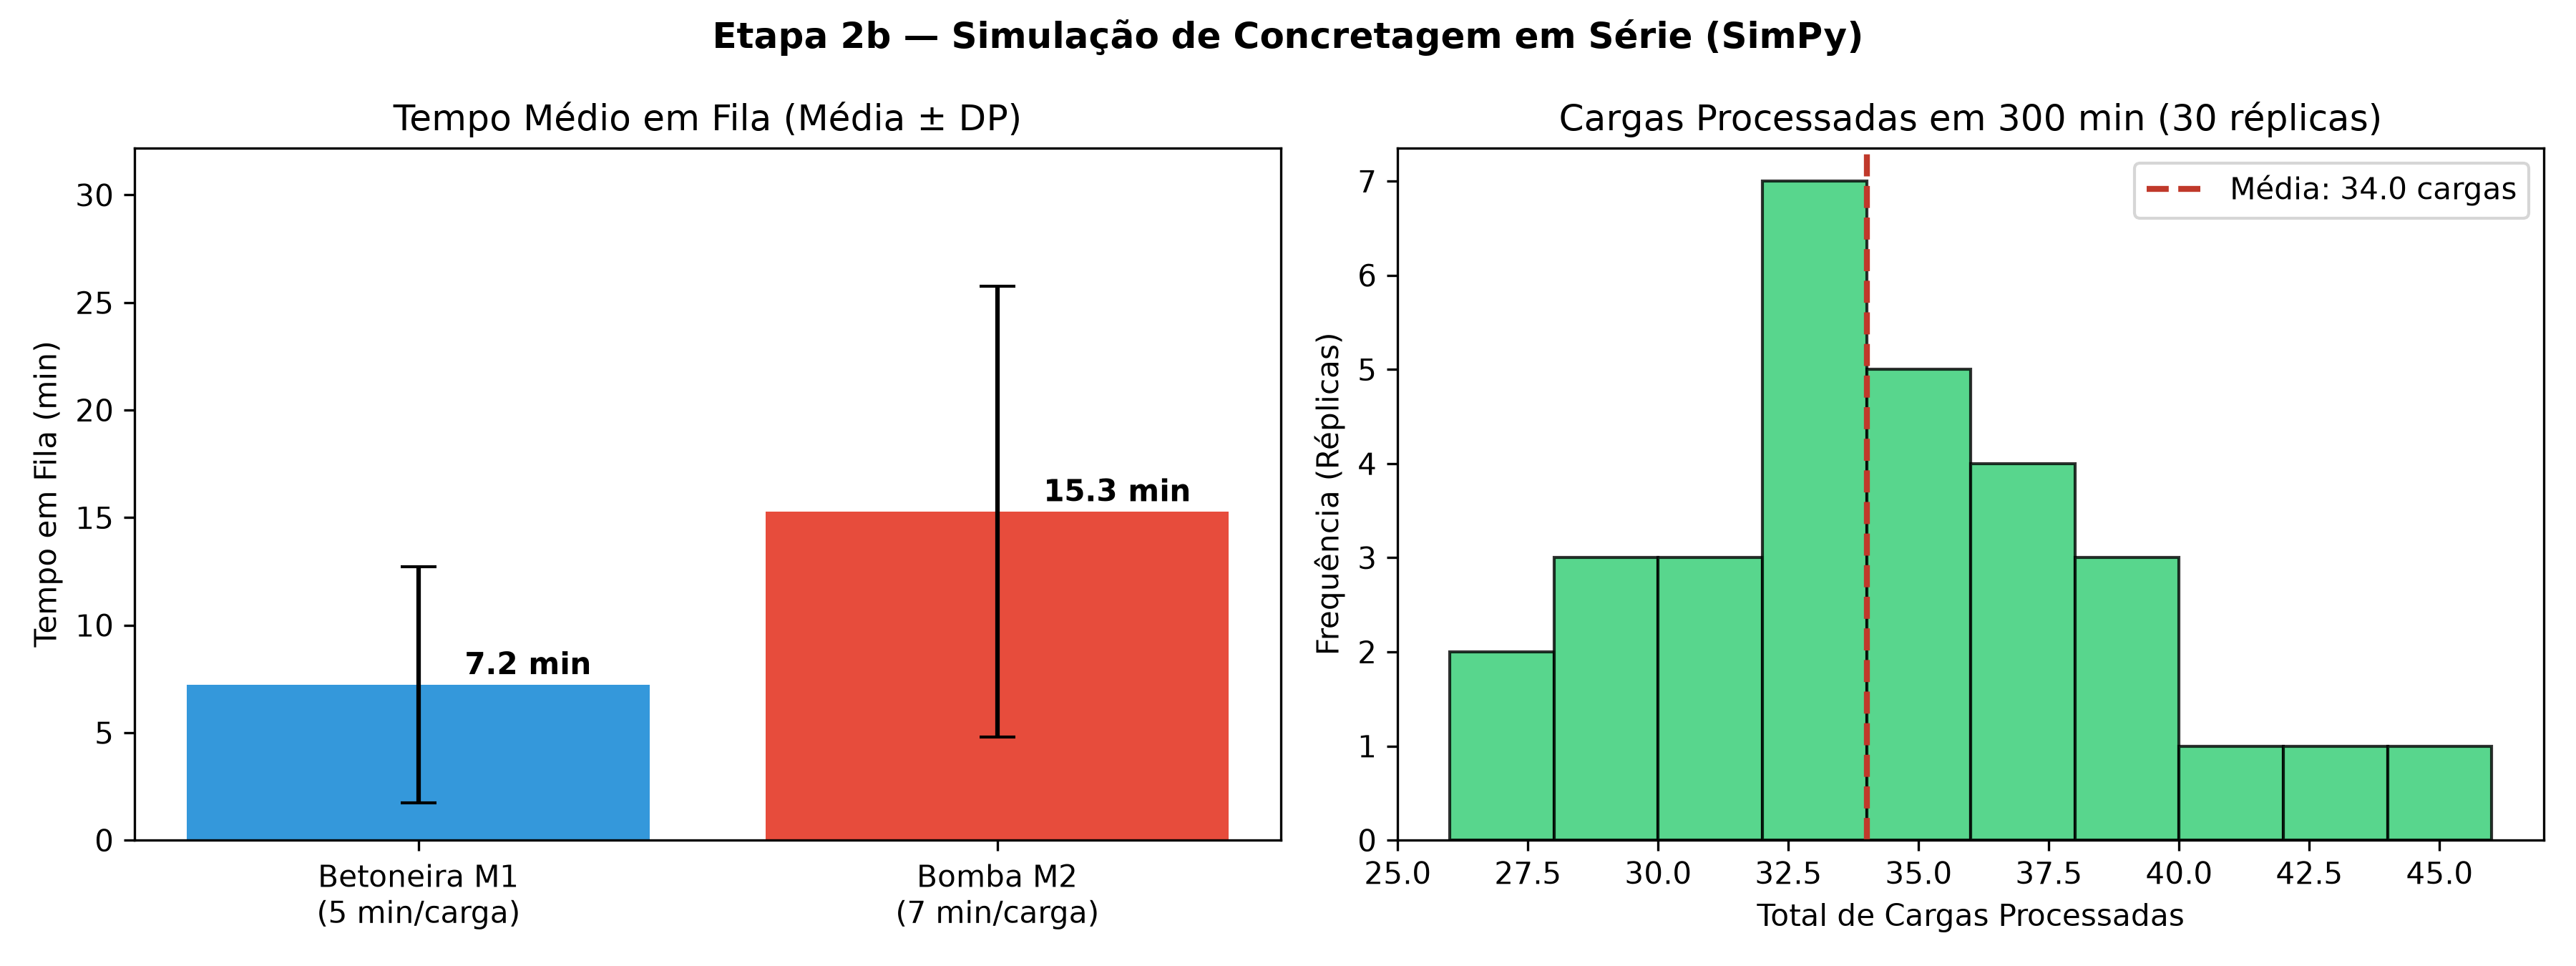 Etapa 2b — Simulação de Concretagem em Série (SimPy)
Tempo Médio em Fila (Média ± DP)
Tempo em Fila (min)
30
25
20
15
10
5
0
7.2 min
15.3 min
Betoneira M1
(5 min/carga)
Bomba M2
(7 min/carga)
Cargas Processadas em 300 min (30 réplicas)
Média: 34.0 cargas
Frequência (Réplicas)
7
6
5
4
3
2
1
0
25.0 27.5 30.0 32.5 35.0 37.5 40.0 42.5 45.0
Total de Cargas Processadas